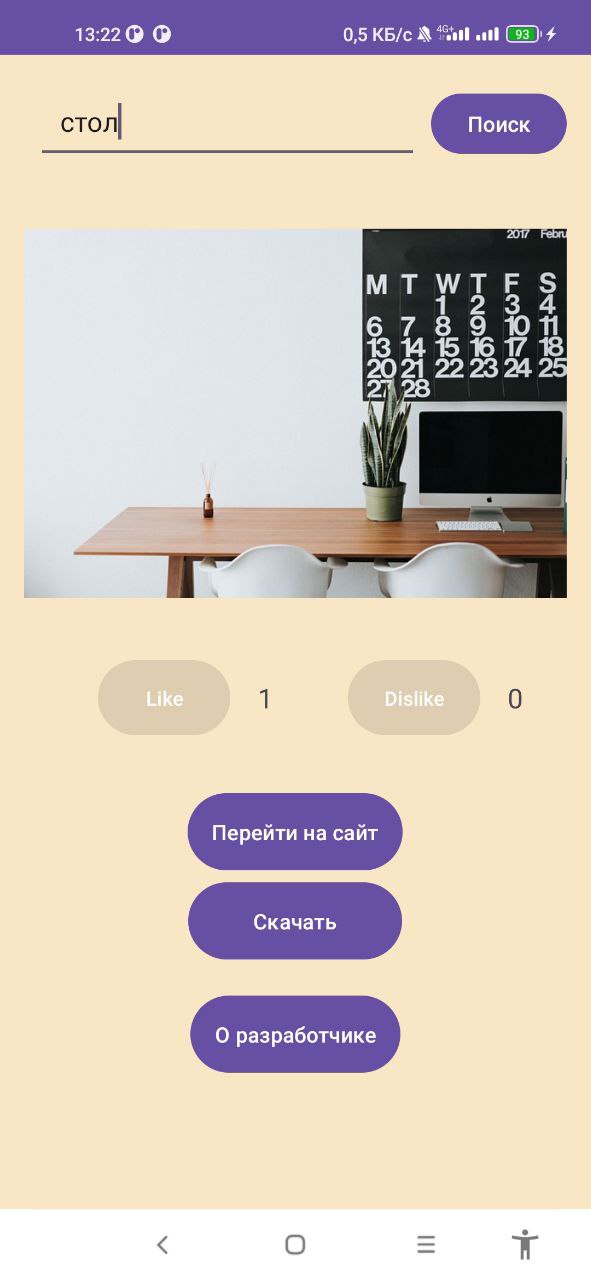 13:22
0,5 КБ/с
4G+
93
стол
Поиск
2017 Febru
M T W T F S
1 2 3 4
6 7 8 9 10 11
13 14 15 16 17 18
20 21 22 23 24 25
27 28
Like
1
Dislike
0
Перейти на сайт
Скачать
О разработчике